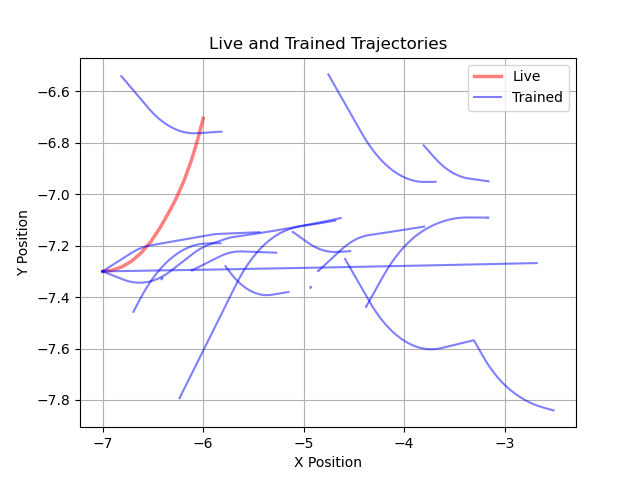 Live and Trained Trajectories
Live
Trained
Y Position
−6.6
−6.8
−7.0
−7.2
−7.4
−7.6
−7.8
−7
−6
−5
−4
−3
X Position